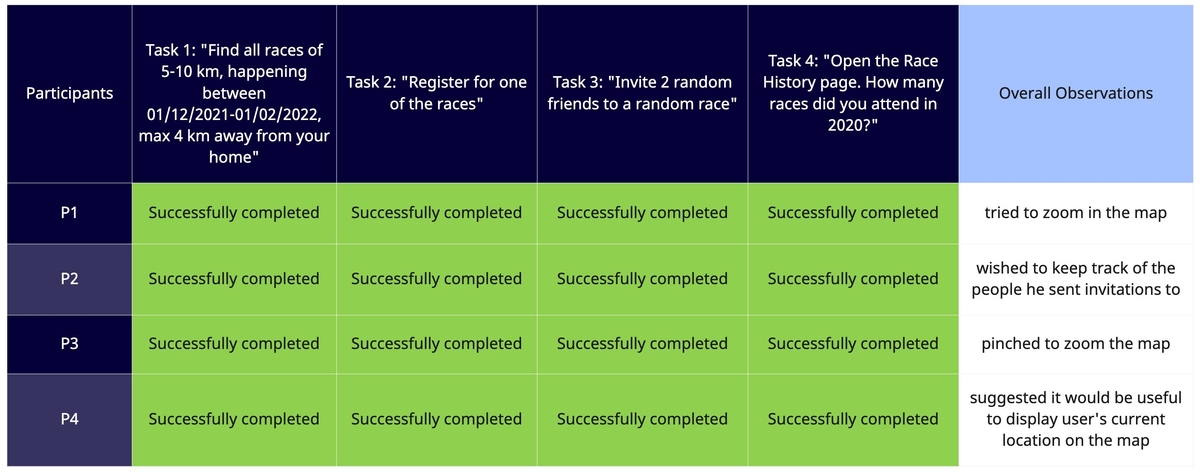 Participants
Task 1: "Find all races of
5-10 km, happening
between
01/12/2021-01/02/2022,
max 4 km away from your
home"
Task 2: "Register for one
of the races"
Task 3: "Invite 2 random
friends to a random race"
Task 4: "Open the Race
History page. How many
races did you attend in
2020?"
Overall Observations
P1
Successfully completed
Successfully completed
Successfully completed
Successfully completed
tried to zoom in the map
P2
Successfully completed
Successfully completed
Successfully completed
Successfully completed
wished to keep track of the
people he sent invitations to
P3
Successfully completed
Successfully completed
Successfully completed
Successfully completed
pinched to zoom the map
P4
Successfully completed
Successfully completed
Successfully completed
Successfully completed
suggested it would be useful
to display user's current
location on the map